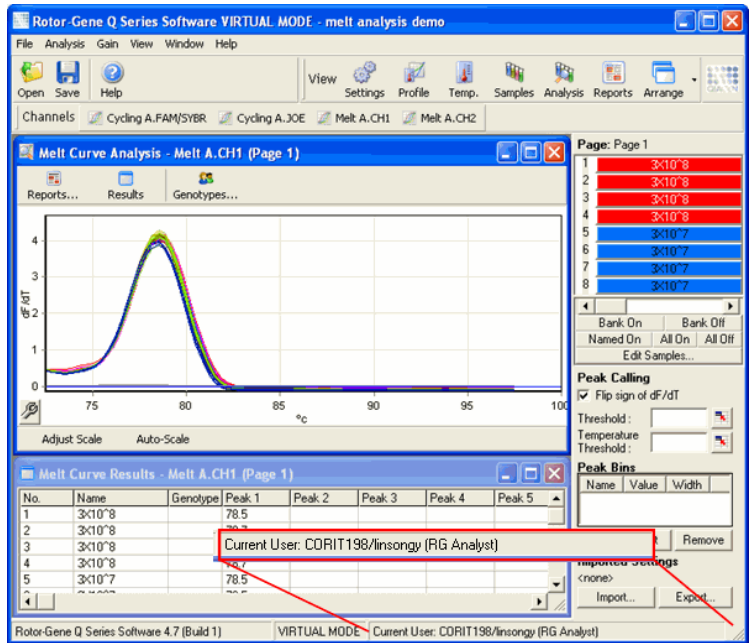 Rotor-Gene Q Series Software VIRTUAL MODE - melt analysis demo
File Analysis Gain View Window Help
Open Save Help View Settings Profile Temp. Samples Analysis Reports Arrange
Channels Cycling A.FAM/SYBR Cycling A.JOE Melt A.CH1 Melt A.CH2
Melt Curve Analysis - Melt A.CH1 (Page 1)
Reports... Results Genotypes...
dF/dT
4
3
2
1
0
75 80 85 90 95 100
°c
Adjust Scale Auto-Scale
Melt Curve Results - Melt A.CH1 (Page 1)
No. Name Genotype Peak 1 Peak 2 Peak 3 Peak 4 Peak 5
1 3X10^8 78.5
2 3X10^8
3 3X10^8
4 3X10^8 78.7
5 3X10^7 78.5
Current User: CORIT198/linsongy (RG Analyst)
Page: Page 1
1 3X10^8
2 3X10^8
3 3X10^8
4 3X10^8
5 3X10^7
6 3X10^7
7 3X10^7
8 3X10^7
Bank On Bank Off
Named On All On All Off
Edit Samples...
Peak Calling
Flip sign of dF/dT
Threshold :
Temperature
Threshold :
Peak Bins
Name Value Width
Remove
Imported Settings
<none>
Import... Export...
Rotor-Gene Q Series Software 4.7 (Build 1) VIRTUAL MODE Current User: CORIT198/linsongy (RG Analyst)